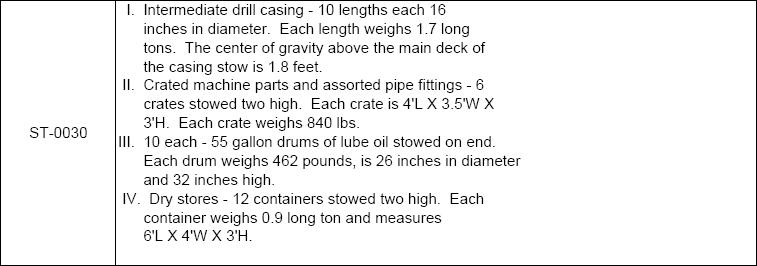 I. Intermediate drill casing - 10 lengths each 16
inches in diameter. Each length weighs 1.7 long
tons. The center of gravity above the main deck of
the casing stow is 1.8 feet.
II. Crated machine parts and assorted pipe fittings - 6
crates stowed two high. Each crate is 4'L X 3.5'W X
3'H. Each crate weighs 840 lbs.
ST-0030
III. 10 each - 55 gallon drums of lube oil stowed on end.
Each drum weighs 462 pounds, is 26 inches in diameter
and 32 inches high.
IV. Dry stores - 12 containers stowed two high. Each
container weighs 0.9 long ton and measures
6'L X 4'W X 3'H.